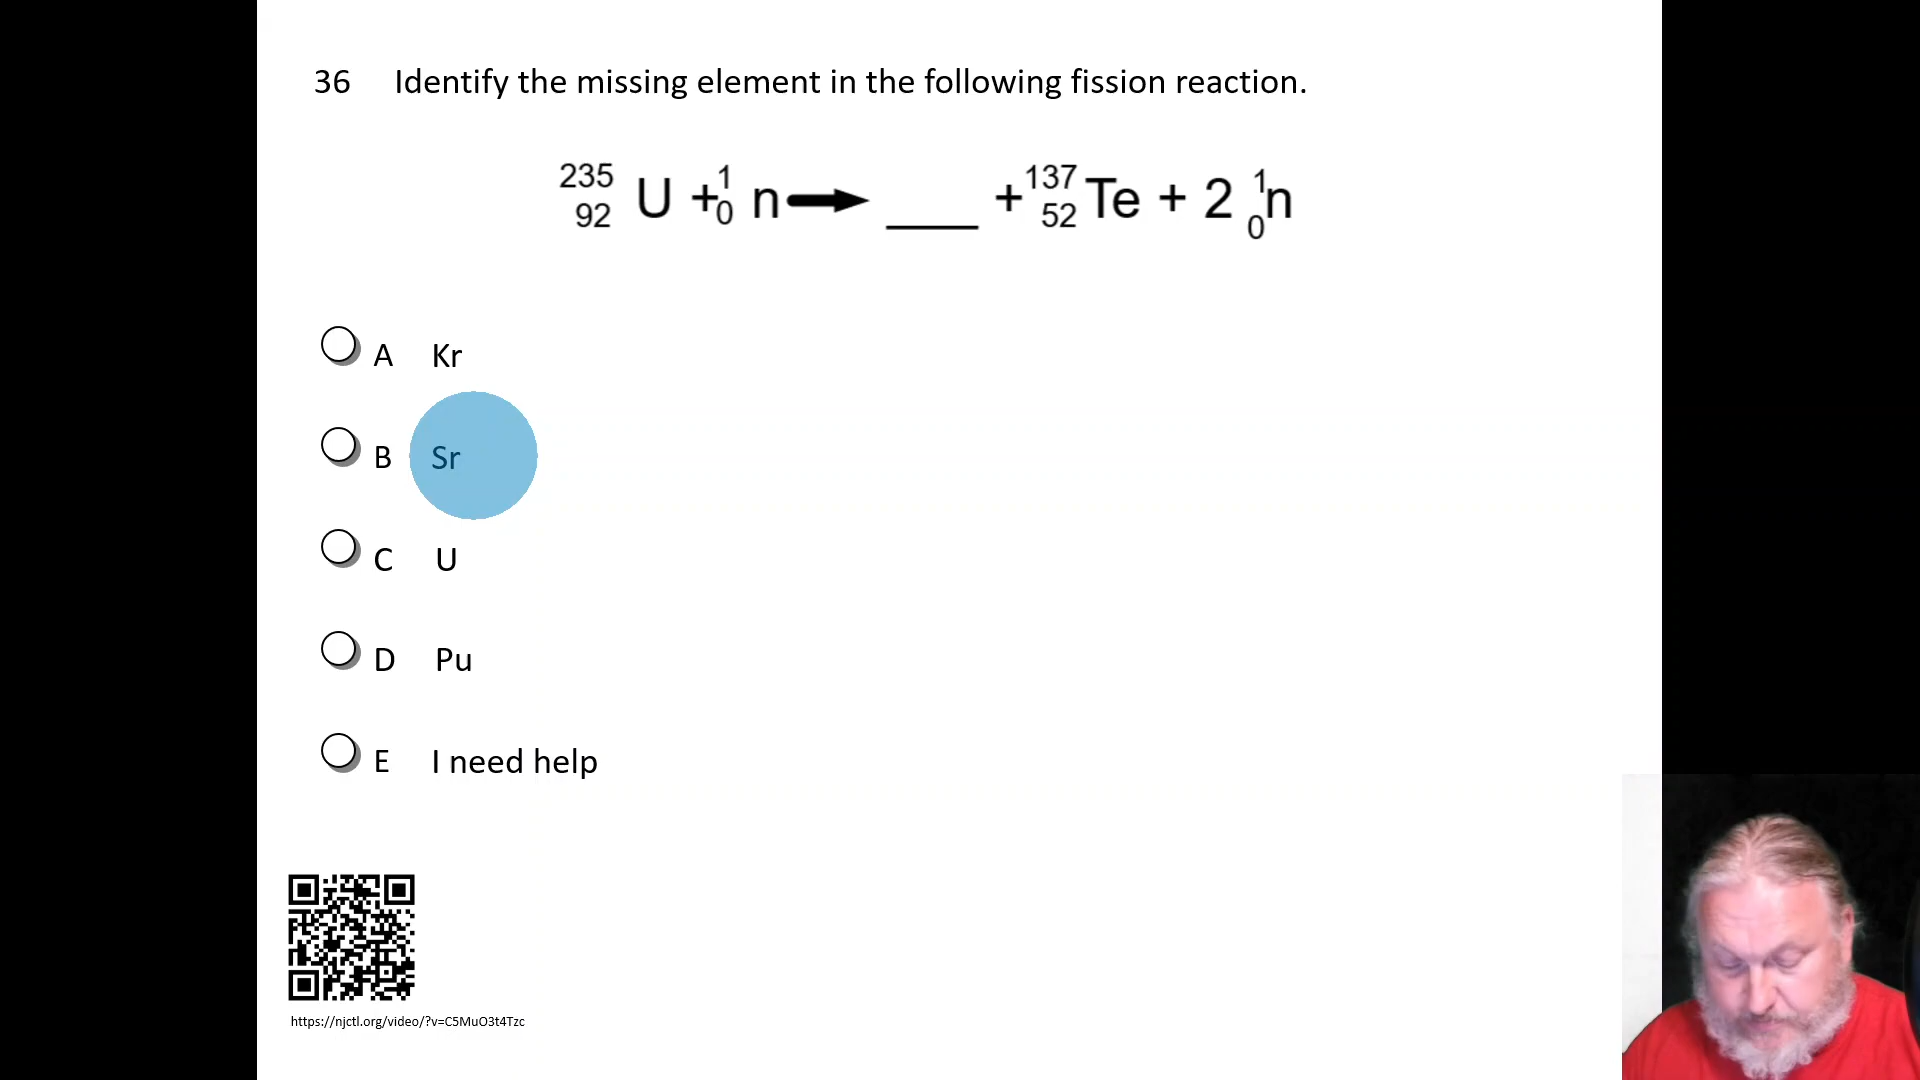 36 Identify the missing element in the following fission reaction.
235 92 U + 1 0 n → ___ + 137 52 Te + 2 1 0 n
A Kr
B Sr
C U
D Pu
E I need help
https://njctl.org/video/?v=C5MuO3t4Tzc